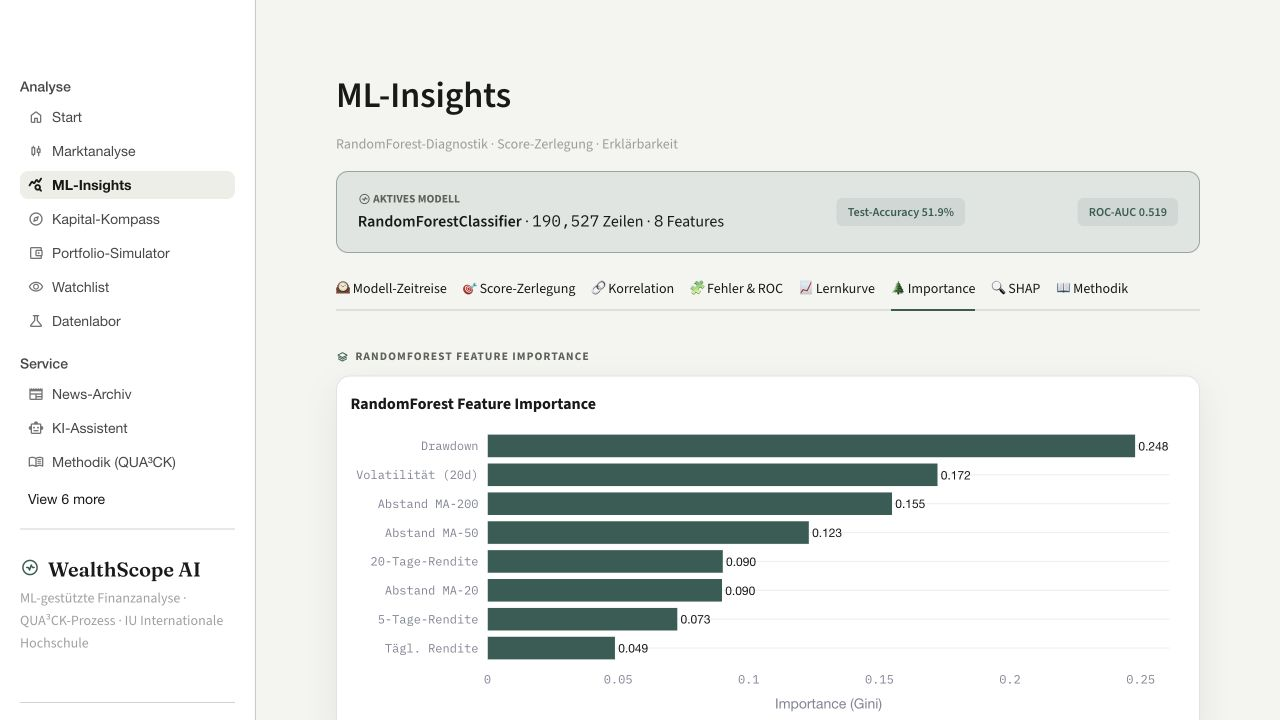 Analyse
Start
Marktanalyse
ML-Insights
Kapital-Kompass
Portfolio-Simulator
Watchlist
Datenlabor
Service
News-Archiv
KI-Assistent
Methodik (QUA³CK)
View 6 more
WealthScope AI
ML-gestützte Finanzanalyse ·
QUA³CK-Prozess · IU Internationale
Hochschule
ML-Insights
RandomForest-Diagnostik · Score-Zerlegung · Erklärbarkeit
AKTIVES MODELL
RandomForestClassifier · 190,527 Zeilen · 8 Features
Test-Accuracy 51.9%
ROC-AUC 0.519
Modell-Zeitreise Score-Zerlegung Korrelation Fehler & ROC Lernkurve Importance SHAP Methodik
RANDOMFOREST FEATURE IMPORTANCE
RandomForest Feature Importance
Drawdown 0.248
Volatilität (20d) 0.172
Abstand MA-200 0.155
Abstand MA-50 0.123
20-Tage-Rendite 0.090
Abstand MA-20 0.090
5-Tage-Rendite 0.073
Tägl. Rendite 0.049
0 0.05 0.1 0.15 0.2 0.25
Importance (Gini)